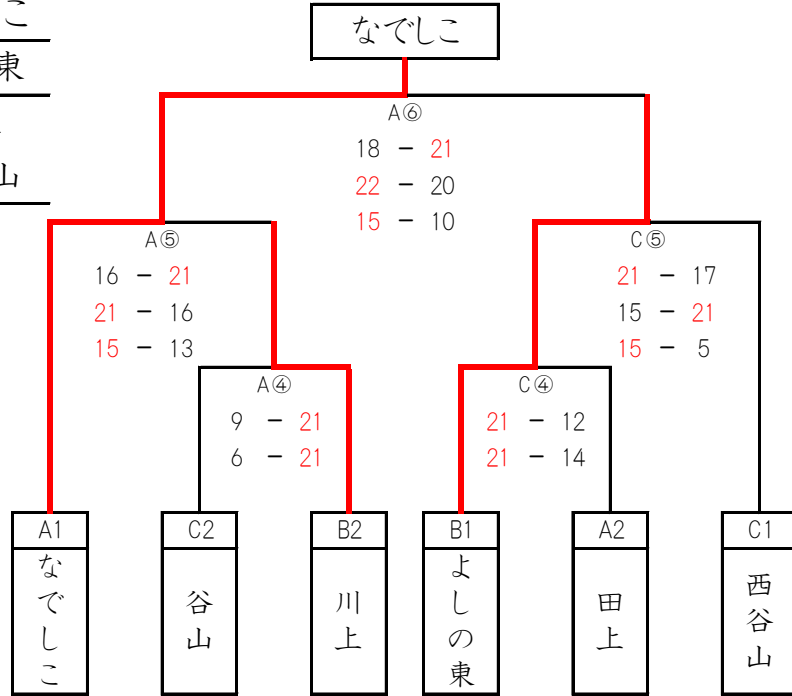 こ
東
山
なでしこ
A⑥
18 － 21
22 － 20
15 － 10
A⑤
16 － 21
21 － 16
15 － 13
C⑤
21 － 17
15 － 21
15 － 5
A④
9 － 21
6 － 21
C④
21 － 12
21 － 14
A1
なでしこ
C2
谷山
B2
川上
B1
よしの東
A2
田上
C1
西谷山